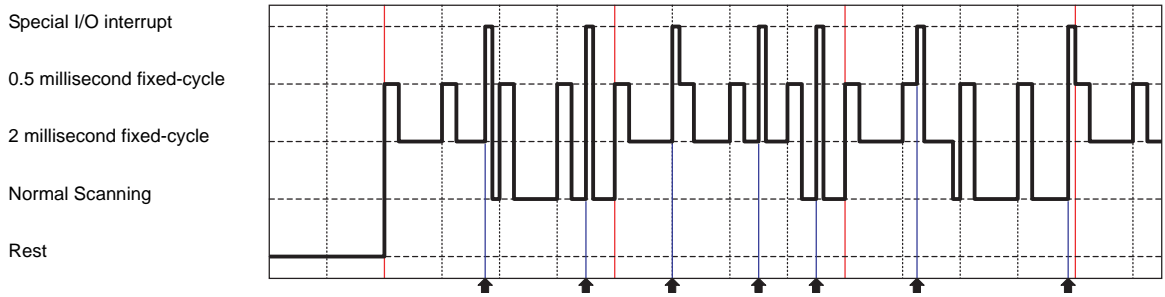 Special I/O interrupt
0.5 millisecond fixed-cycle
2 millisecond fixed-cycle
Normal Scanning
Rest